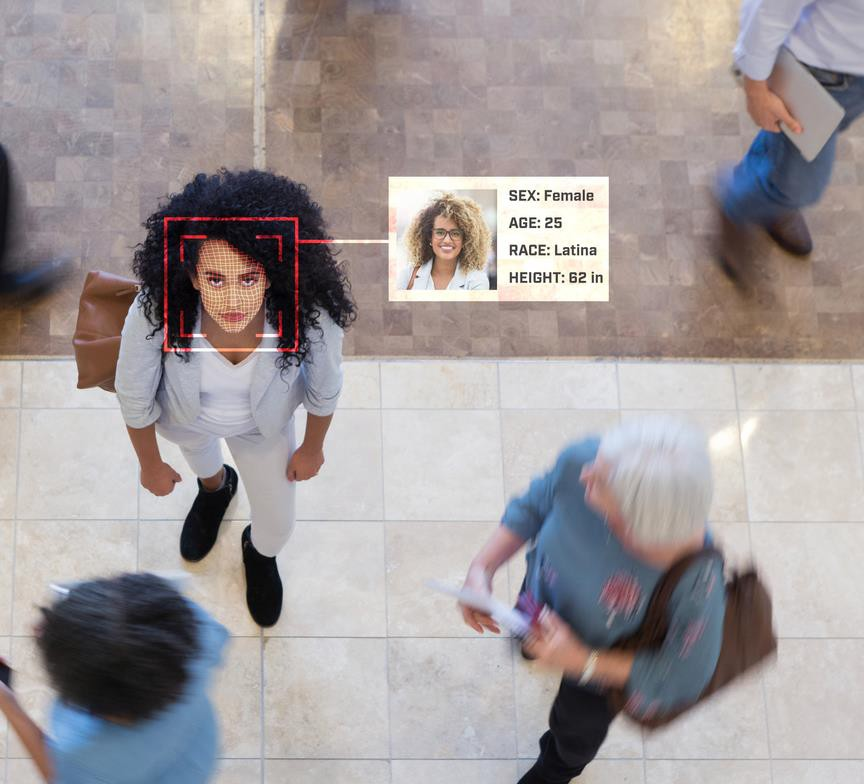 SEX: Female
AGE: 25
RACE: Latina
HEIGHT: 62 in